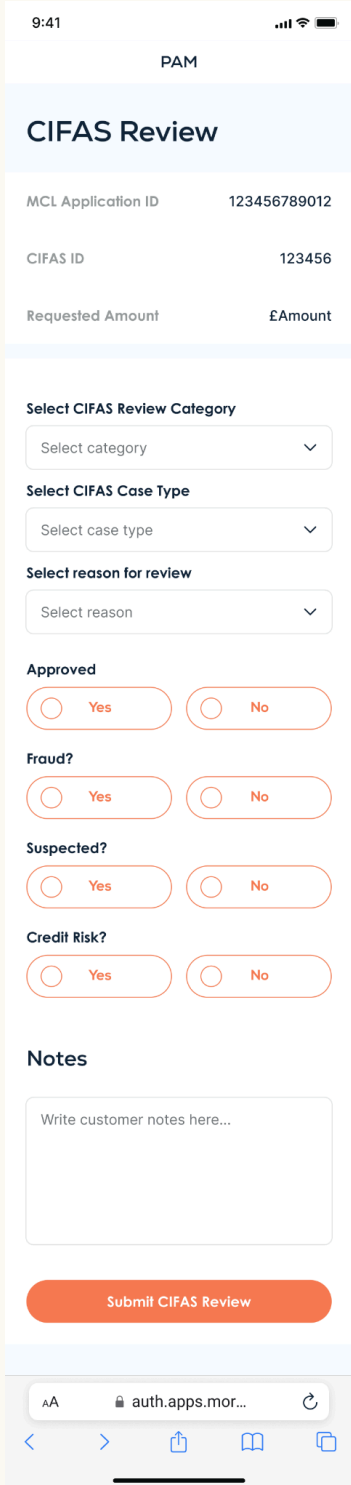 9:41
PAM
CIFAS Review
MCL Application ID 123456789012
CIFAS ID 123456
Requested Amount £Amount
Select CIFAS Review Category
Select category
Select CIFAS Case Type
Select case type
Select reason for review
Select reason
Approved
Yes No
Fraud?
Yes No
Suspected?
Yes No
Credit Risk?
Yes No
Notes
Write customer notes here...
Submit CIFAS Review
AA auth.apps.mor...